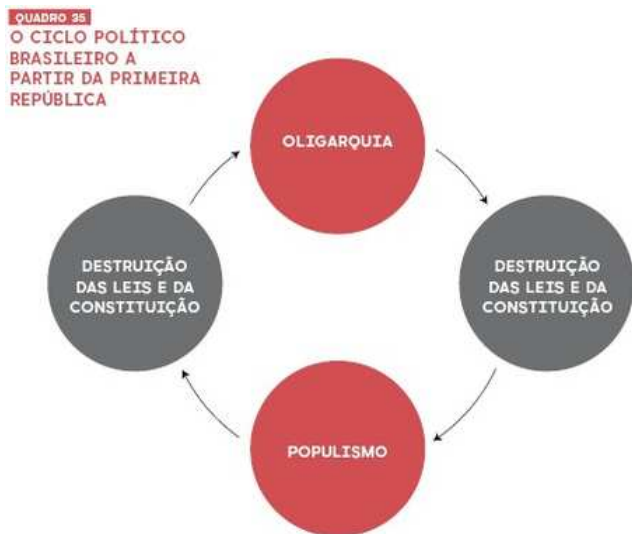 QUADRO 35
O CICLO POLÍTICO
BRASILEIRO A
PARTIR DA PRIMEIRA
REPÚBLICA
OLIGARQUIA
DESTRUIÇÃO
DAS LEIS E DA
CONSTITUIÇÃO
DESTRUIÇÃO
DAS LEIS E DA
CONSTITUIÇÃO
POPULISMO